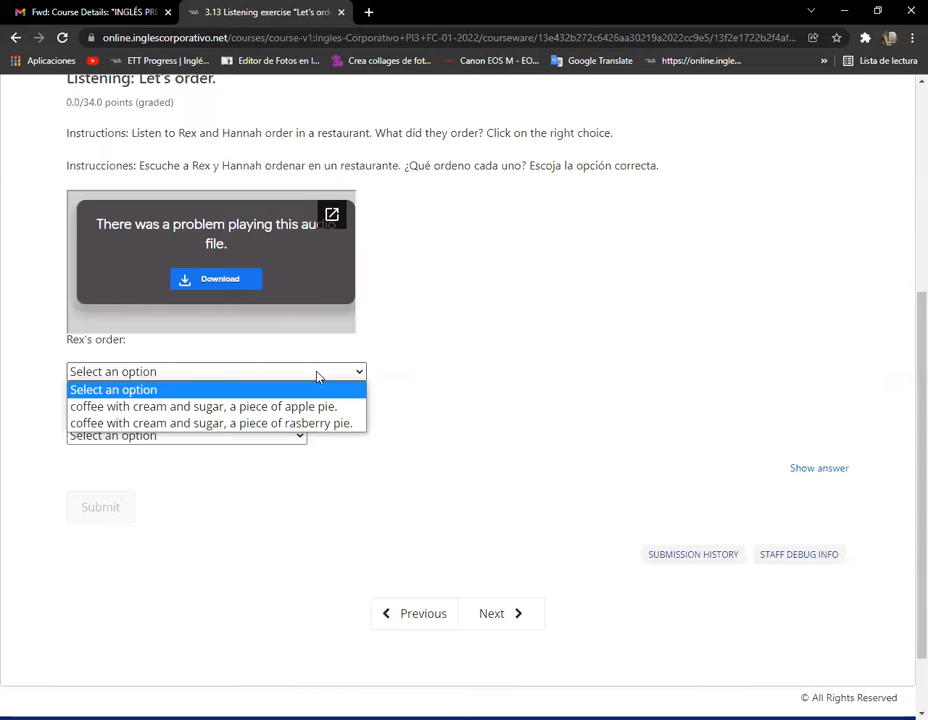 Fwd: Course Details: "INGLÉS PR
3.13 Listening exercise "Let's ord
online.inglescorporativo.net/courses/course-v1:Ingles-Corporativo+PI3+FC-01-2022/courseware/13e432b272c6426aa30219a2022cc9e5/13f2e1722b2f4af...
Aplicaciones
ETT Progress | Inglé...
Editor de Fotos en l...
Crea collages de fot...
Canon EOS M - EO...
Google Translate
https://online.ingle...
»
Lista de lectura
Listening: Let's order.
0.0/34.0 points (graded)
Instructions: Listen to Rex and Hannah order in a restaurant. What did they order? Click on the right choice.
Instrucciones: Escuche a Rex y Hannah ordenar en un restaurante. ¿Qué ordeno cada uno? Escoja la opción correcta.
There was a problem playing this audio
file.
Download
Rex's order:
Select an option
Select an option
coffee with cream and sugar, a piece of apple pie.
coffee with cream and sugar, a piece of rasberry pie.
Select an option
Show answer
Submit
SUBMISSION HISTORY
STAFF DEBUG INFO
Previous
Next
© All Rights Reserved